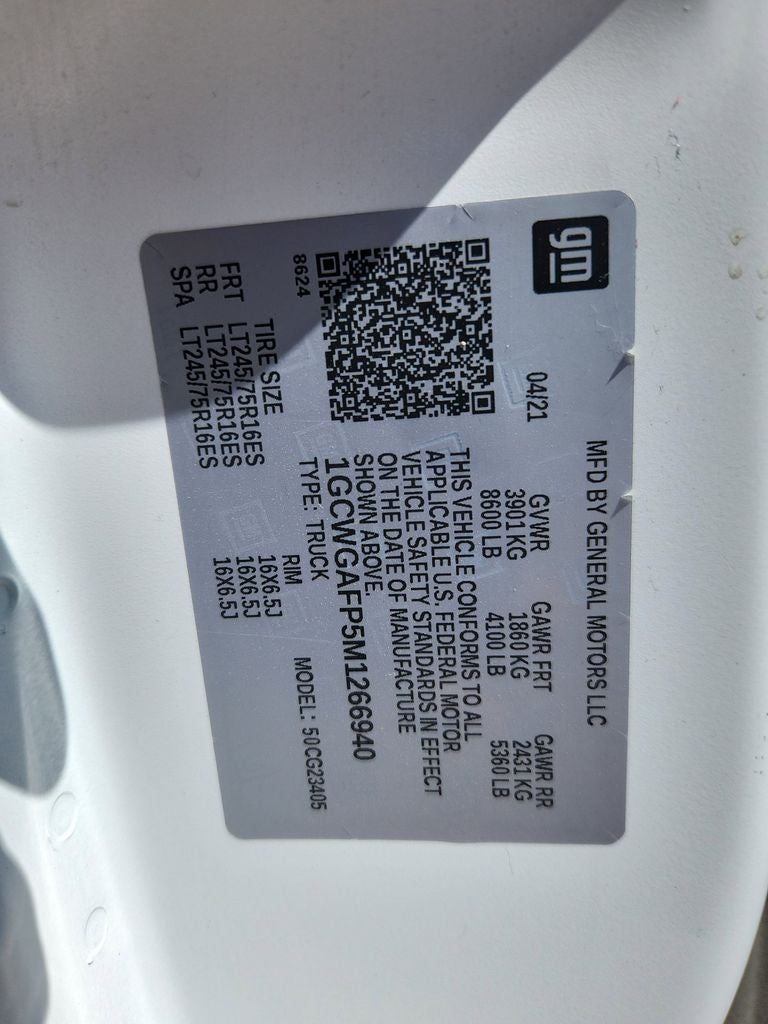 gm
MFD BY GENERAL MOTORS LLC
04/21 GVWR GAWR FRT GAWR RR
3901 KG 1860 KG 2431 KG
8600 LB 4100 LB 5360 LB
THIS VEHICLE CONFORMS TO ALL
APPLICABLE U.S. FEDERAL MOTOR
VEHICLE SAFETY STANDARDS IN EFFECT
ON THE DATE OF MANUFACTURE
SHOWN ABOVE.
1GCWGAFP5M1266940
8624 TYPE: TRUCK MODEL: 50CG23405
TIRE SIZE RIM
FRT LT245/75R16ES 16X6.5J
RR LT245/75R16ES 16X6.5J
SPA LT245/75R16ES 16X6.5J